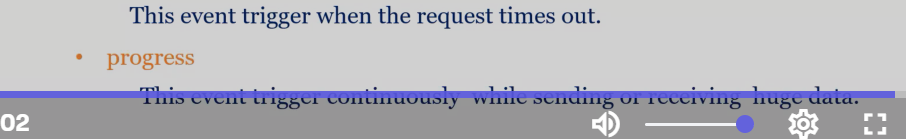 This event trigger when the request times out.
• progress
This event trigger continuously while sending or receiving huge data.
02